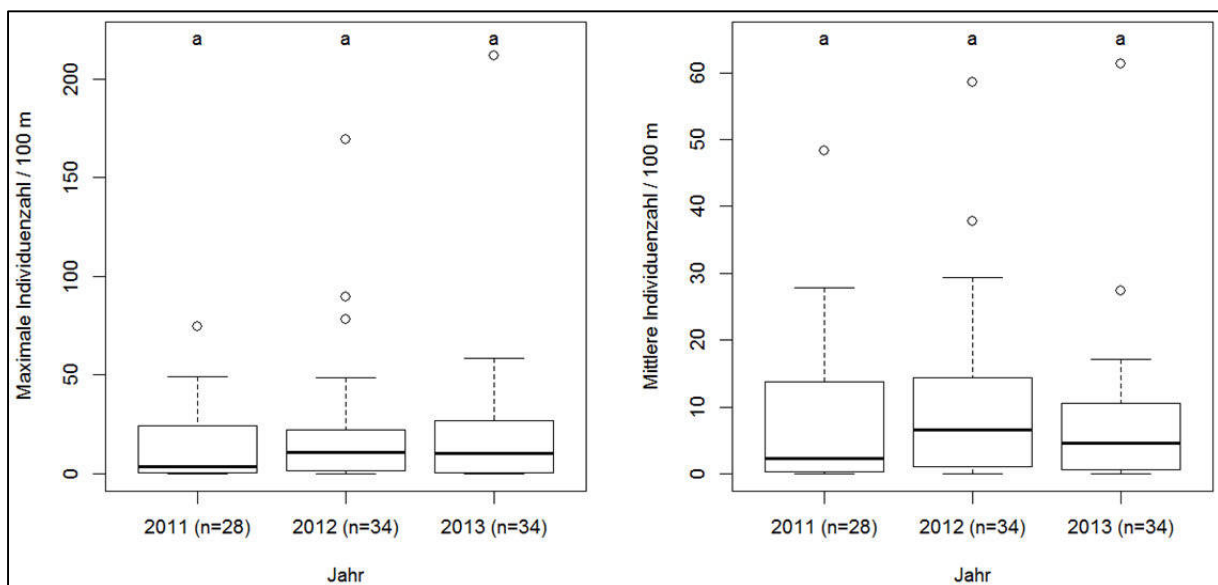 Maximale Individuenzahl / 100 m
a a a
200
150
100
50
0
2011 (n=28) 2012 (n=34) 2013 (n=34)
Jahr
Mittlere Individuenzahl / 100 m
a a a
60
50
40
30
20
10
0
2011 (n=28) 2012 (n=34) 2013 (n=34)
Jahr